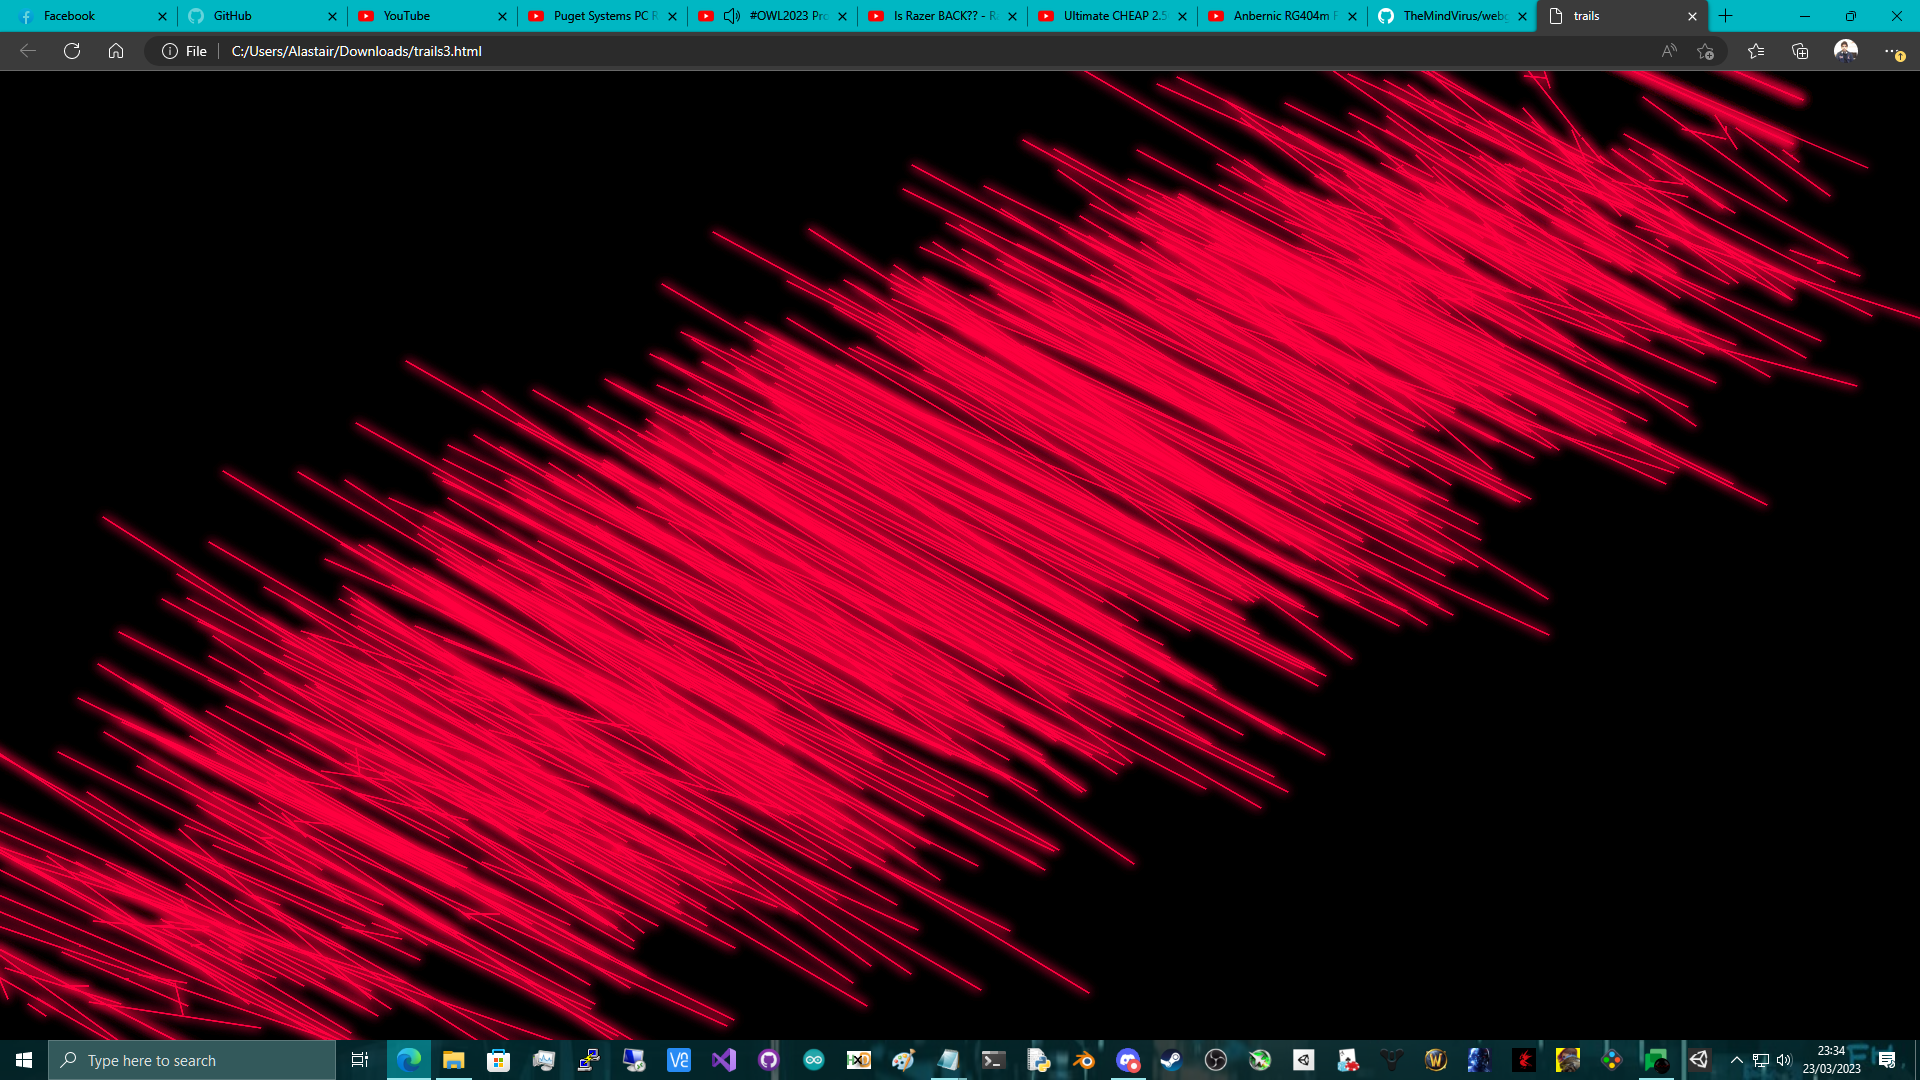 Facebook
GitHub
YouTube
Puget Systems PC R
#OWL2023 Pro
Is Razer BACK?? - R
Ultimate CHEAP 2.5
Anbernic RG404m
TheMindVirus/web
trails
File
C:/Users/Alastair/Downloads/trails3.html
Type here to search
23:34
23/03/2023